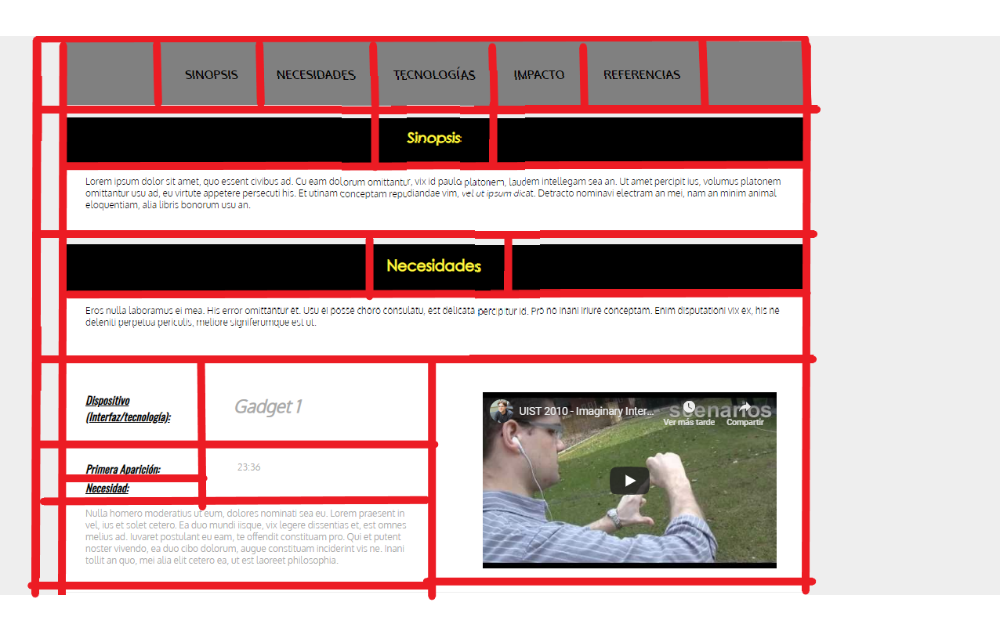 SINOPSIS NECESIDADES TECNOLOGÍAS IMPACTO REFERENCIAS
Sinopsis
Lorem ipsum dolor sit amet, quo essent civibus ad. Cu eam dolorum omittantur, vix id paulo platonem, laudem intellegam sea an. Ut amet percipit ius, volumus platonem
omittantur usu ad, eu virtute appetere persecuti his. Et utinam conceptam repudiandae vim, vel ut ipsum dicat. Detracto nominavi electram an mei, nam an minim animal
eloquentiam, alia libris bonorum usu an.
Necesidades
Eros nulla laboramus ei mea. His error omittantur et. Usu ei posse choro consulatu, est delicata percipitur id. Pro no inani iriure conceptam. Enim disputationi vix ex, his ne
deleniti perpetua periculis, meliore signiferumque est ut.
Dispositivo
(Interfaz/tecnología):
Gadget 1
Primera Aparición:
23:36
Necesidad:
Nulla homero moderatius ut eum, dolores nominati sea eu. Lorem praesent in
vel, ius et solet cetero. Ea duo mundi iisque, vix legere dissentias et, est omnes
melius ad. Iuvaret postulant eu eam, te offendit constituam pro. Qui et putent
noster vivendo, ea duo cibo dolorum, augue constituam inciderint vis ne. Inani
tollit an quo, mei alia elit cetero ea, ut est laoreet philosophia.
UIST 2010 - Imaginary Inter...
scenarios
Ver más tarde Compartir